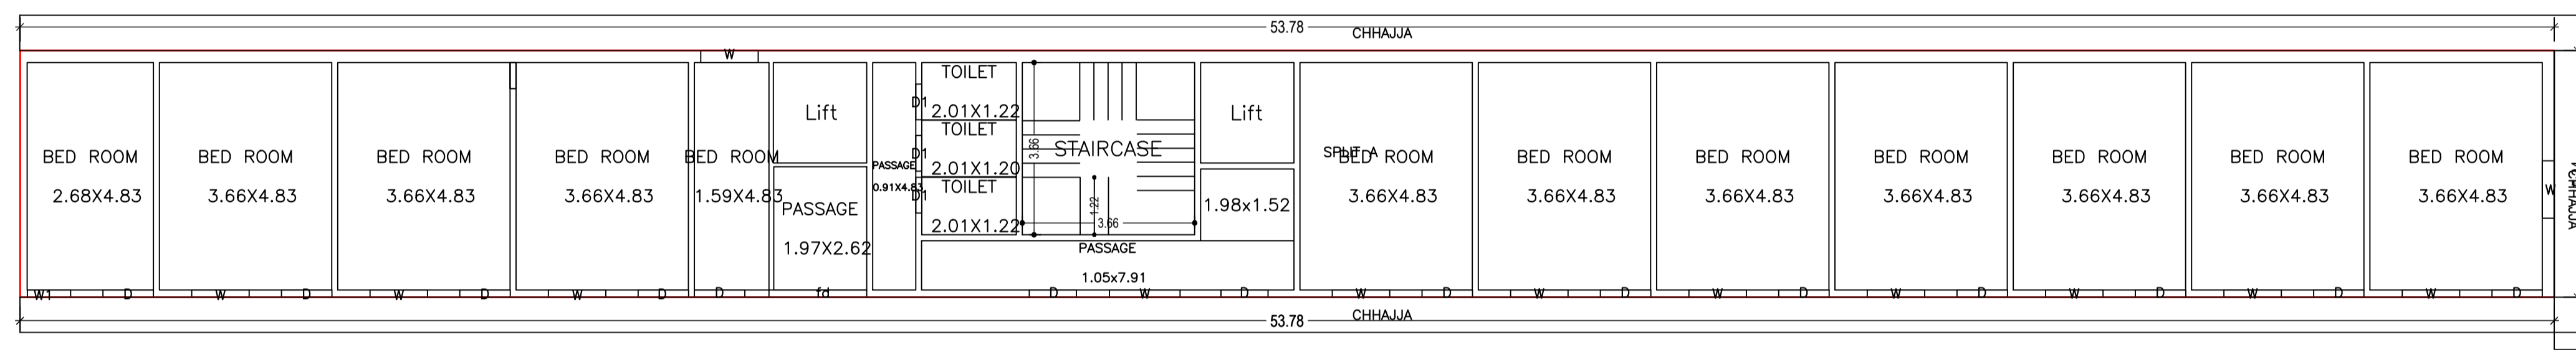 53.78
CHHAJJA
W
BED ROOM
2.68X4.83
W1
D
BED ROOM
3.66X4.83
W
D
BED ROOM
3.66X4.83
W
D
BED ROOM
3.66X4.83
W
D
BED ROOM
1.59X4.83
D
Lift
PASSAGE
1.97X2.62
fd
PASSAGE
0.91X4.83
D1
D1
D1
TOILET
2.01X1.22
TOILET
2.01X1.20
TOILET
2.01X1.22
STAIRCASE
3.66
1.22
3.66
Lift
1.98x1.52
PASSAGE
1.05x7.91
D
W
D
SPLIT A
BED ROOM
3.66X4.83
W
D
BED ROOM
3.66X4.83
W
D
BED ROOM
3.66X4.83
W
D
BED ROOM
3.66X4.83
W
D
BED ROOM
3.66X4.83
W
D
BED ROOM
3.66X4.83
W
D
BED ROOM
3.66X4.83
W
D
W
CHHAJJA
53.78
CHHAJJA